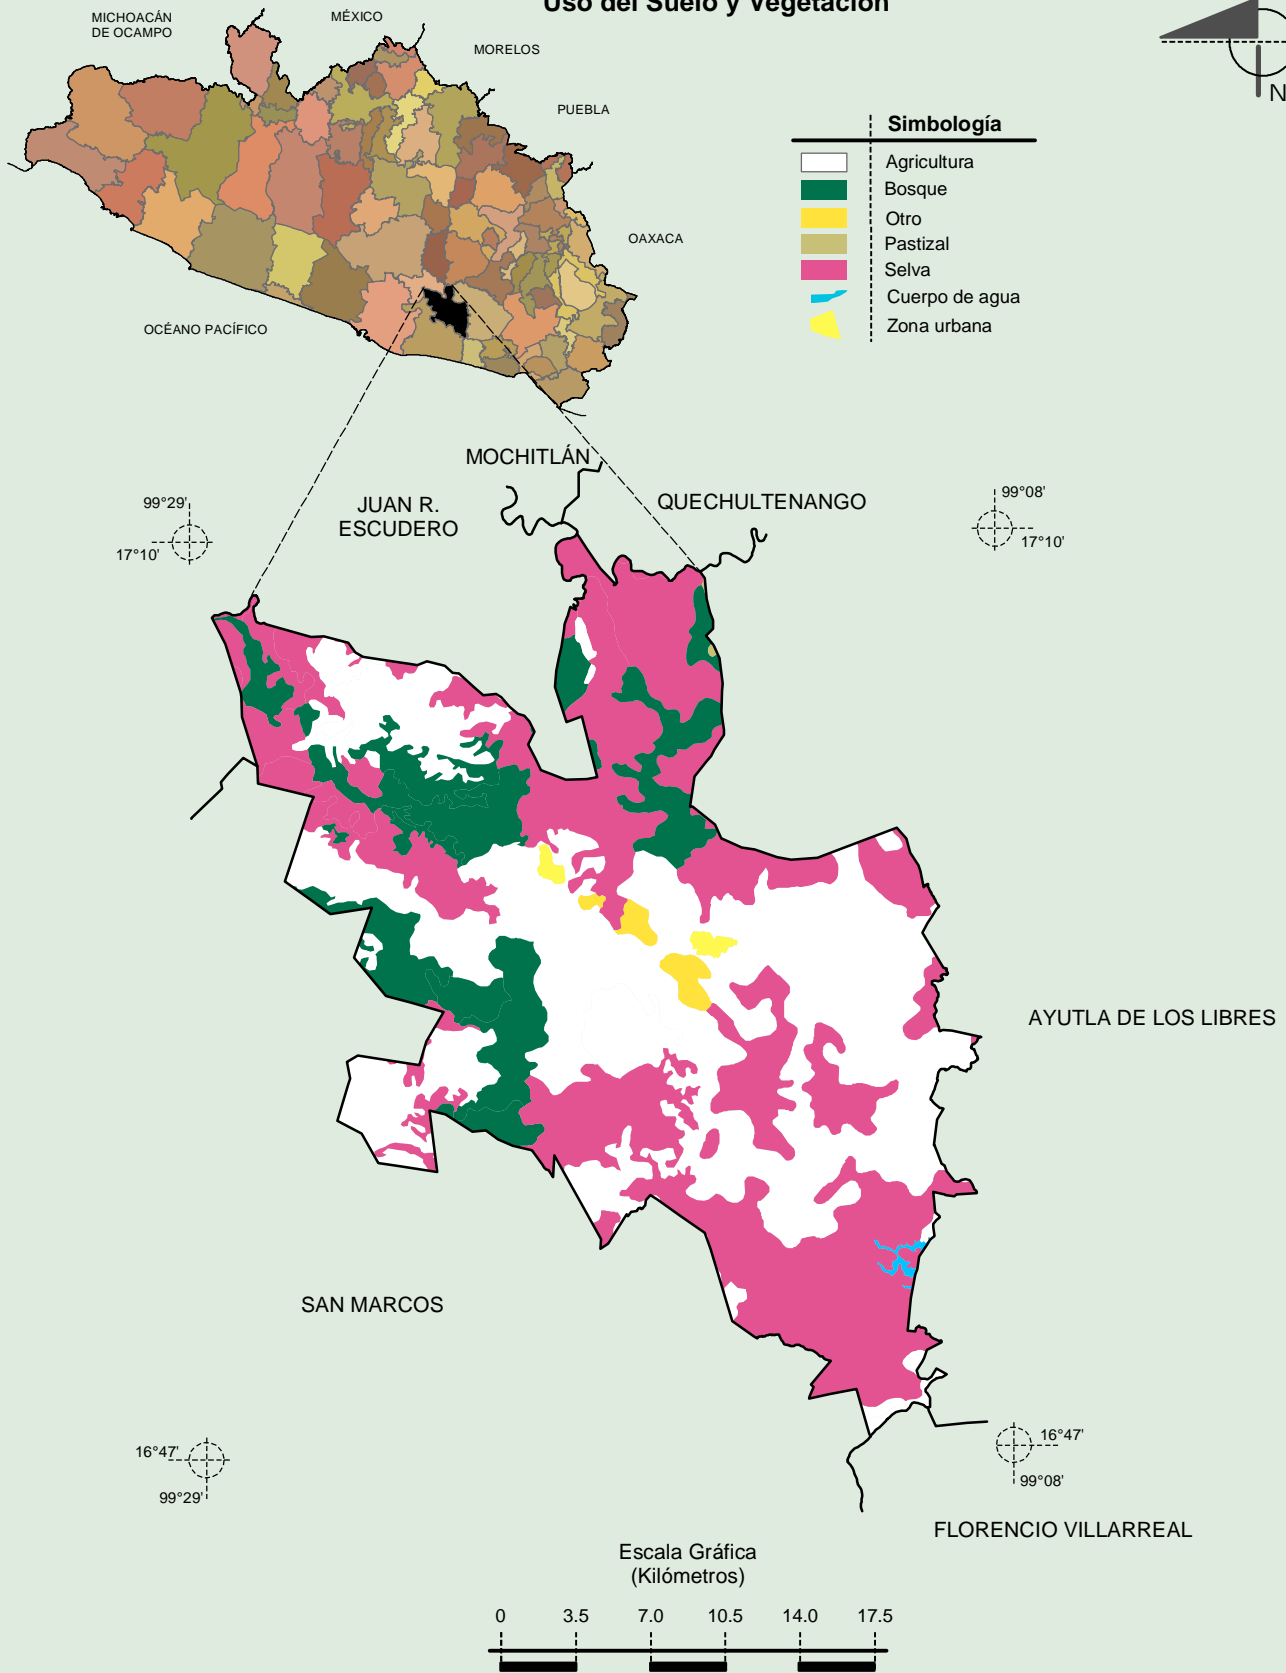 Uso del Suelo y Vegetación
MICHOACÁN
DE OCAMPO
MÉXICO
MORELOS
PUEBLA
OAXACA
OCÉANO PACÍFICO
N
Simbología
Agricultura
Bosque
Otro
Pastizal
Selva
Cuerpo de agua
Zona urbana
MOCHITLÁN
JUAN R.
ESCUDERO
QUECHULTENANGO
99°29'
17°10'
99°08'
17°10'
AYUTLA DE LOS LIBRES
SAN MARCOS
16°47'
99°29'
16°47'
99°08'
FLORENCIO VILLARREAL
Escala Gráfica
(Kilómetros)
0 3.5 7.0 10.5 14.0 17.5